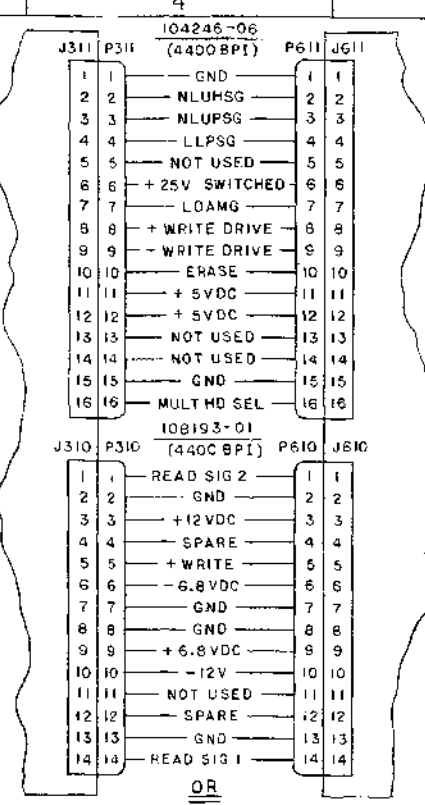 4
104246-06
J311 P311 (4400 BPI) P611 J611
1 1 GND 1 1
2 2 NLUHSG 2 2
3 3 NLUPSG 3 3
4 4 LLPSG 4 4
5 5 NOT USED 5 5
6 6 +25V SWITCHED 6 6
7 7 LOAMG 7 7
8 8 + WRITE DRIVE 8 8
9 9 - WRITE DRIVE 9 9
10 10 ERASE 10 10
11 11 + 5VDC 11 11
12 12 + 5VDC 12 12
13 13 NOT USED 13 13
14 14 NOT USED 14 14
15 15 GND 15 15
16 16 MULT HD SEL 16 16
108193-01
J310 P310 (4400 BPI) P610 J610
1 1 READ SIG 2 1 1
2 2 GND 2 2
3 3 +12VDC 3 3
4 4 SPARE 4 4
5 5 +WRITE 5 5
6 6 -6.8VDC 6 6
7 7 GND 7 7
8 8 GND 8 8
9 9 +6.8VDC 9 9
10 10 -12V 10 10
11 11 NOT USED 11 11
12 12 SPARE 12 12
13 13 GND 13 13
14 14 READ SIG 1 14 14
OR